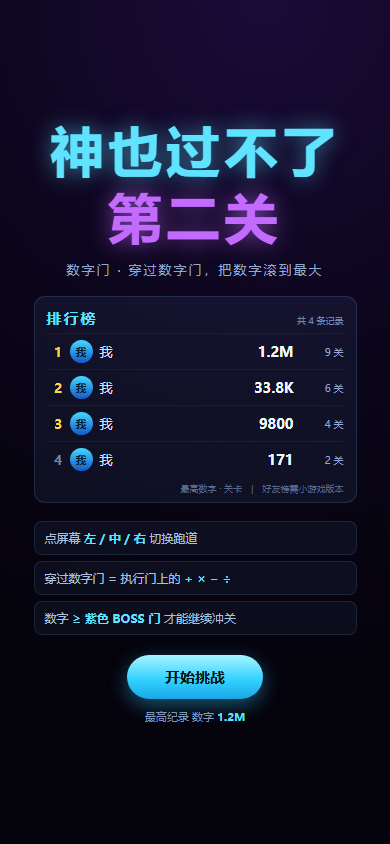 神也过不了
第二关
数字门 · 穿过数字门，把数字滚到最大
排行榜 共 4 条记录
1 我 我 1.2M 9 关
2 我 我 33.8K 6 关
3 我 我 9800 4 关
4 我 我 171 2 关
最高数字 · 关卡 | 好友榜需小游戏版本
点屏幕 左 / 中 / 右 切换跑道
穿过数字门 = 执行门上的 + × − ÷
数字 ≥ 紫色 BOSS 门 才能继续冲关
开始挑战
最高纪录 数字 1.2M